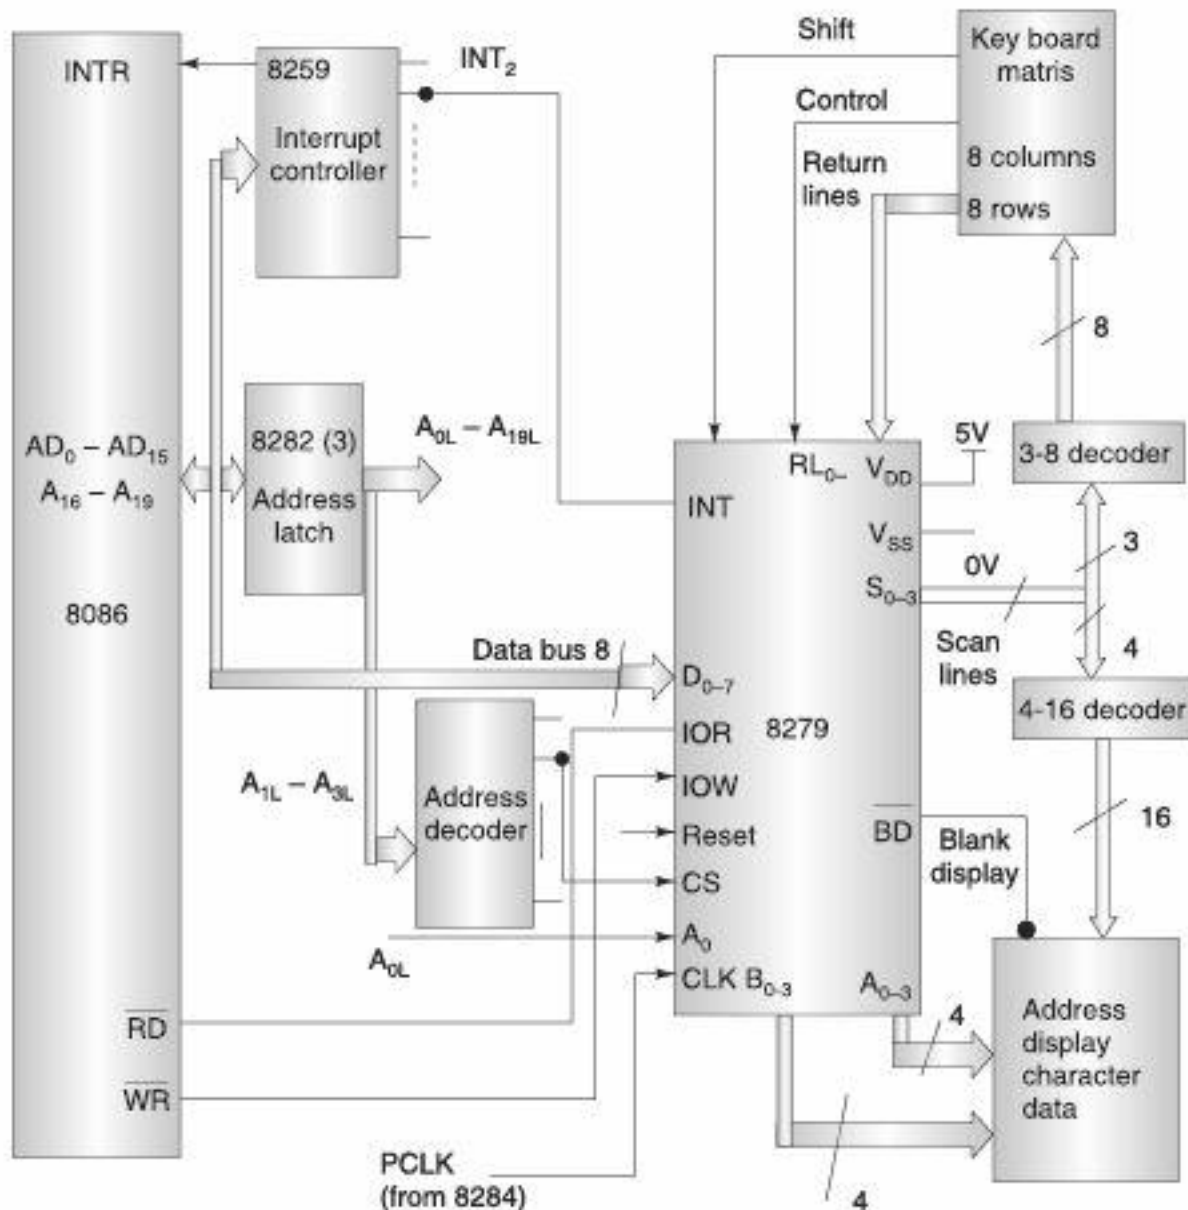 INTR
8259
Interrupt
controller
INT₂
Shift
Control
Return
lines
Key board
matris
8 columns
8 rows
8
AD₀ – AD₁₅
A₁₆ – A₁₉
8086
8282 (3)
Address
latch
A₀L – A₁₉L
5V
3-8 decoder
RL₀₋
V_DD
INT
V_SS
0V
S₀₋₃
3
Scan
lines
4
Data bus 8
D₀₋₇
8279
4-16 decoder
IOR
A₁L – A₃L
Address
decoder
IOW
Reset
BD
Blank
display
16
CS
A₀
A₀L
CLK B₀₋₃
A₀₋₃
4
Address
display
character
data
RD
WR
PCLK
(from 8284)
4